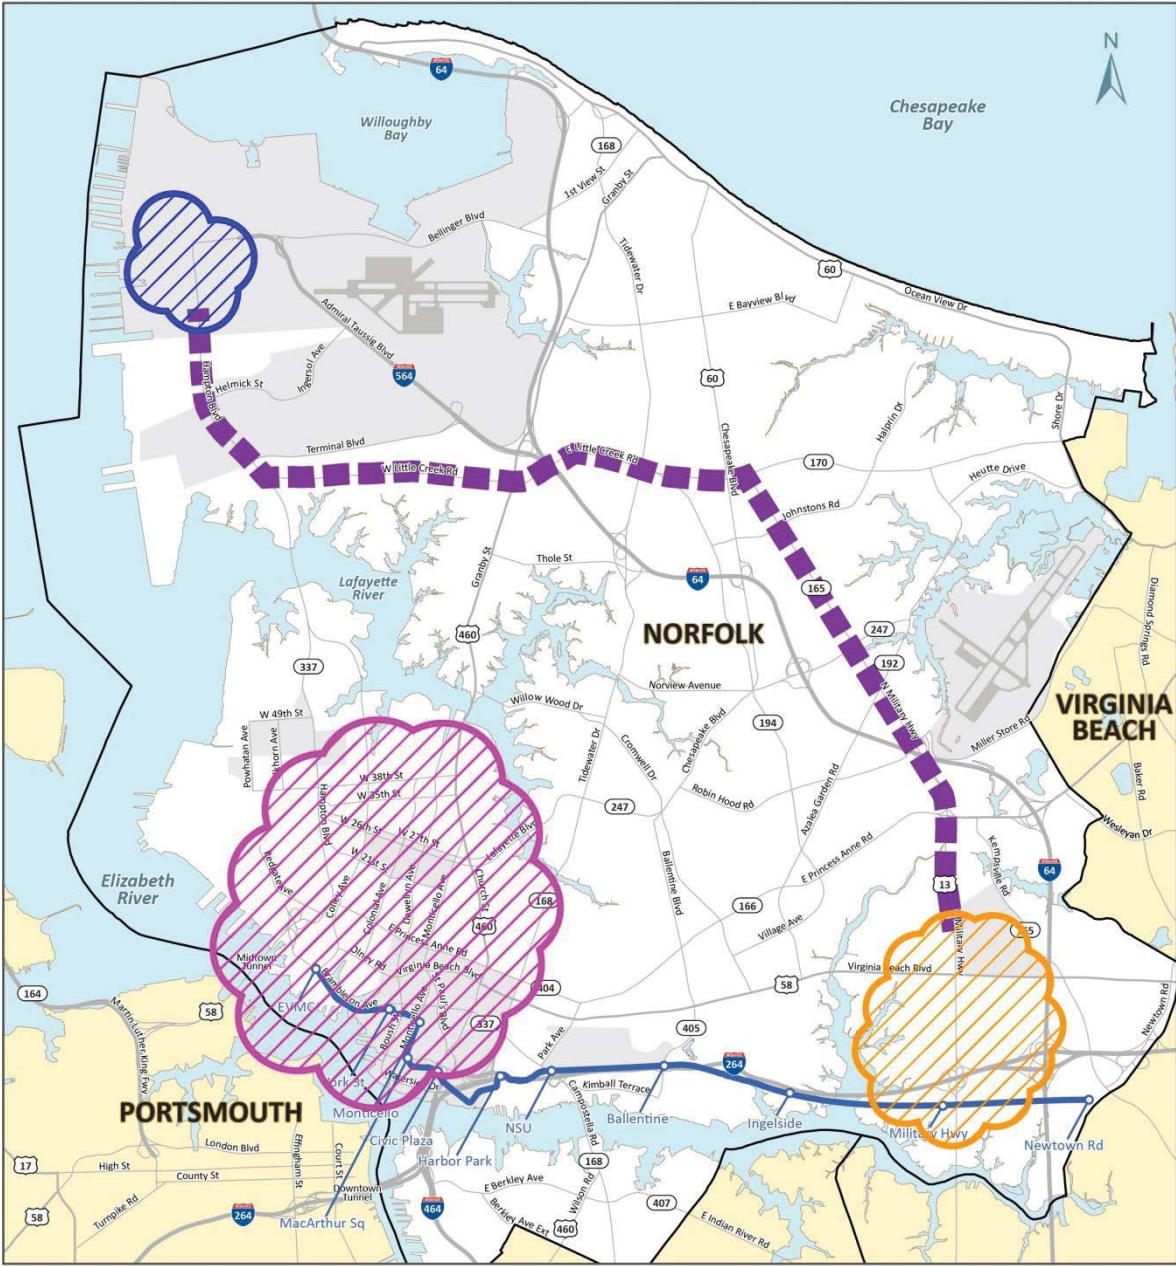 N
64
Willoughby
Bay
Chesapeake
Bay
168
1st View St
Granby St
Bellinger Blvd
Tidewater Dr
60
Ocean View Dr
E Bayview Blvd
Admiral Taussig Blvd
564
60
Ingersol Ave
Helmick St
Hampton Blvd
Shore Dr
Halprin Dr
Terminal Blvd
W Little Creek Rd
E Little Creek Rd
Chesapeake Blvd
170
Heutte Drive
Johnstons Rd
Granby St
Thole St
64
165
Lafayette
River
Diamond Springs Rd
460
NORFOLK
247
192
337
Norview Avenue
N Military Hwy
Willow Wood Dr
VIRGINIA
BEACH
W 49th St
Powhatan Ave
khorn Ave
Tidewater Dr
Cromwell Dr
Chesapeake Blvd
194
Miller Store Rd
Baker Rd
W 38th St
W 35th St
Hampton Blvd
247
Robin Hood Rd
Azalea Garden Rd
Wesleyan Dr
W 26th St
W 27th St
Lafayette Blvd
W 21st S
Redgate Ave
Colley Ave
Colonial Ave
Llewelyn Ave
Monticello Ave
Church St
Ballentine Blvd
E Princess Anne Rd
Kempsville Rd
64
13
Elizabeth
River
168
460
166
Village Ave
Military Hwy
165
E Princess Anne Rd
Olney Rd
Virginia Beach Blvd
Midtown
Tunnel
Brambleton Ave
Monticello Ave
St Paul's Blvd
404
58
Virginia Beach Blvd
164
58
EVMC
Boush St
337
Park Ave
405
Newtown Rd
Martin Luther King Fwy
York St
Waterside Dr
264
Kimball Terrace
PORTSMOUTH
Monticello
Civic Plaza
Harbor Park
NSU
Campostella Rd
Ballentine
Ingelside
Military Hwy
Newtown Rd
London Blvd
Effingham St
Court St
17
High St
County St
Downtown
Tunnel
168
E Berkley Ave
Wilson Rd
407
58
Turnpike Rd
264
MacArthur Sq
464
Berkley Ave Ext
460
E Indian River Rd